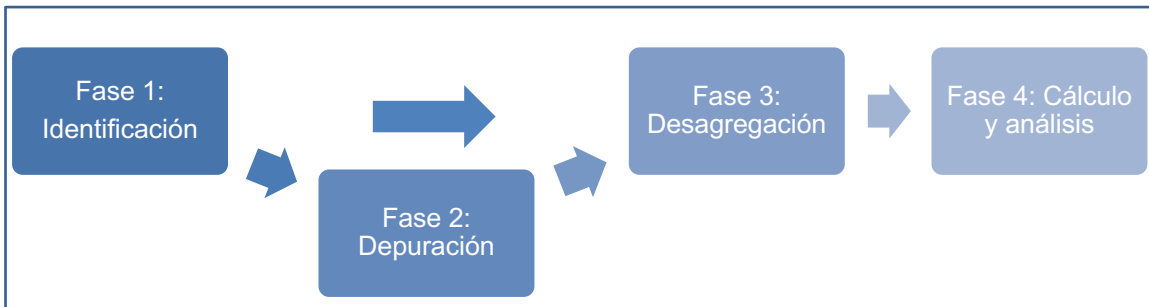 Fase 1:
Identificación
Fase 2:
Depuración
Fase 3:
Desagregación
Fase 4: Cálculo
y análisis